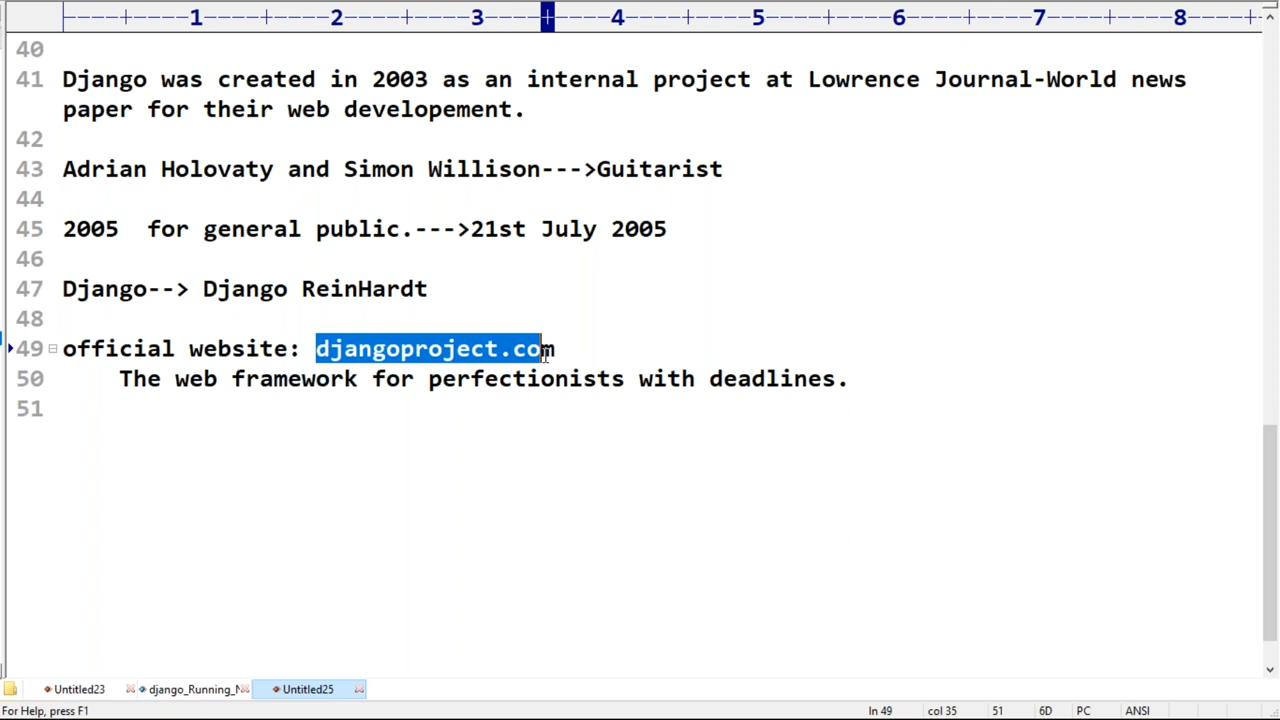 1 2 3 4 5 6 7 8
40
41 Django was created in 2003 as an internal project at Lowrence Journal-World news
paper for their web developement.
42
43 Adrian Holovaty and Simon Willison--->Guitarist
44
45 2005  for general public.--->21st July 2005
46
47 Django--> Django ReinHardt
48
49 official website: djangoproject.com
50     The web framework for perfectionists with deadlines.
51
Untitled23 django_Running_N Untitled25
For Help, press F1 ln 49 col 35 51 6D PC ANSI